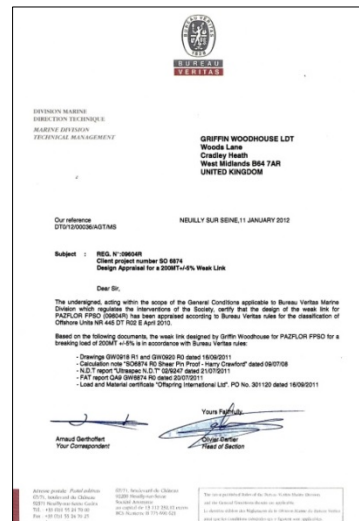 BUREAU
VERITAS
DIVISION MARINE
DIRECTION TECHNIQUE
MARINE DIVISION
TECHNICAL MANAGEMENT
GRIFFIN WOODHOUSE LDT
Woods Lane
Cradley Heath
West Midlands B64 7AR
UNITED KINGDOM
Our reference
DTO/12/00036/AGT/MS
NEUILLY SUR SEINE, 11 JANUARY 2012
Subject : REG. N°:09604R
Client project number SO 6874
Design Appraisal for a 200MT+/-5% Weak Link
Dear Sir,
The undersigned, acting within the scope of the General Conditions applicable to Bureau Veritas Marine
Division which regulates the interventions of the Society, certify that the design of the weak link for
PAZFLOR FPSO (09604R) has been appraised according to Bureau Veritas rules for the classification of
Offshore Units NR 445 DT R02 E April 2010.
Based on the following documents, the weak link designed by Griffin Woodhouse for PAZFLOR FPSO for a
breaking load of 200MT +/-5% is in accordance with Bureau Veritas rules:
- Drawings GW0918 R1 and GW0920 R0 dated 16/09/2011
- Calculation note "SO6874 R0 Shear Pin Proof - Harry Crawford" dated 09/07/08
- N.D.T report "Ultraspec N.D.T" 02/9247 dated 21/07/2011
- FAT report QA9 GW6874 R0 dated 20/07/2011
- Load and Material certificate "Offspring International Ltd". PO No. 301120 dated 16/09/2011
Yours Faithfully,
Arnaud Gerthoffert
Your Correspondent
Olivier Cartier
Head of Section